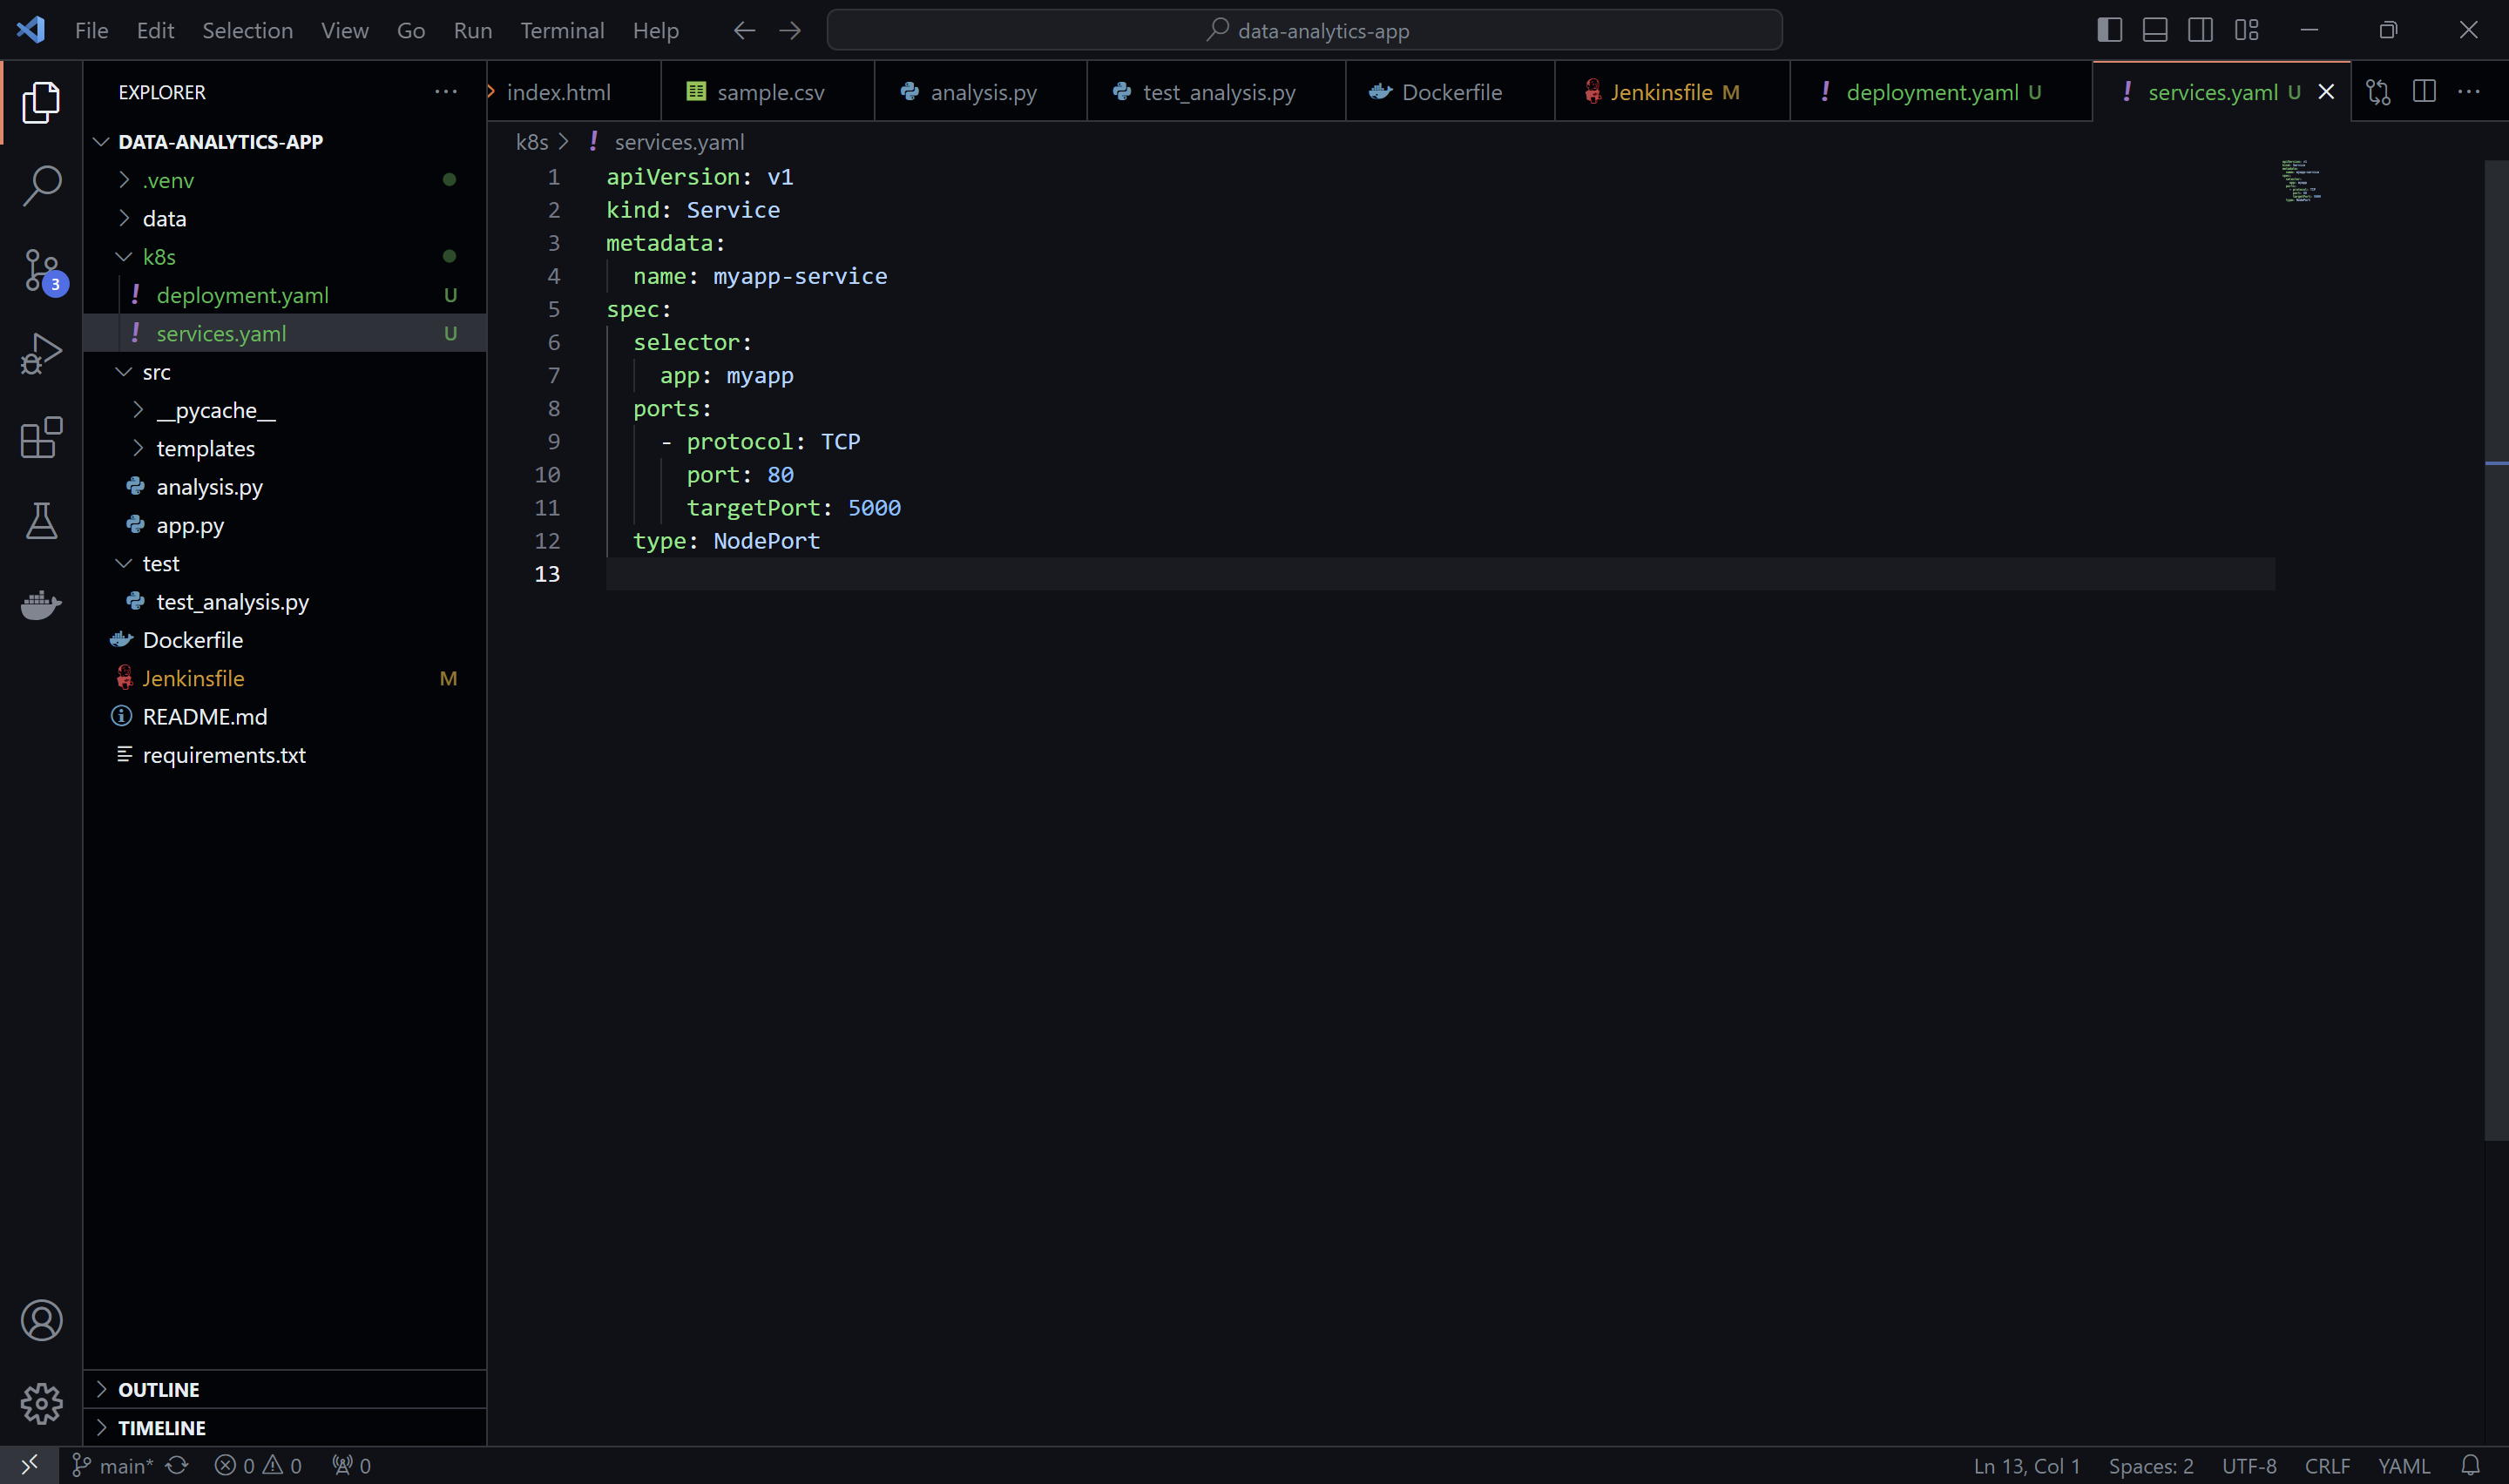 File Edit Selection View Go Run Terminal Help data-analytics-app
EXPLORER
DATA-ANALYTICS-APP
.venv
data
k8s
deployment.yaml U
services.yaml U
src
__pycache__
templates
analysis.py
app.py
test
test_analysis.py
Dockerfile
Jenkinsfile M
README.md
requirements.txt
OUTLINE
TIMELINE
3
index.html sample.csv analysis.py test_analysis.py Dockerfile Jenkinsfile M deployment.yaml U services.yaml U
k8s > services.yaml
1 apiVersion: v1
2 kind: Service
3 metadata:
4 name: myapp-service
5 spec:
6 selector:
7 app: myapp
8 ports:
9 - protocol: TCP
10 port: 80
11 targetPort: 5000
12 type: NodePort
13
main* 0 0 0 Ln 13, Col 1 Spaces: 2 UTF-8 CRLF YAML